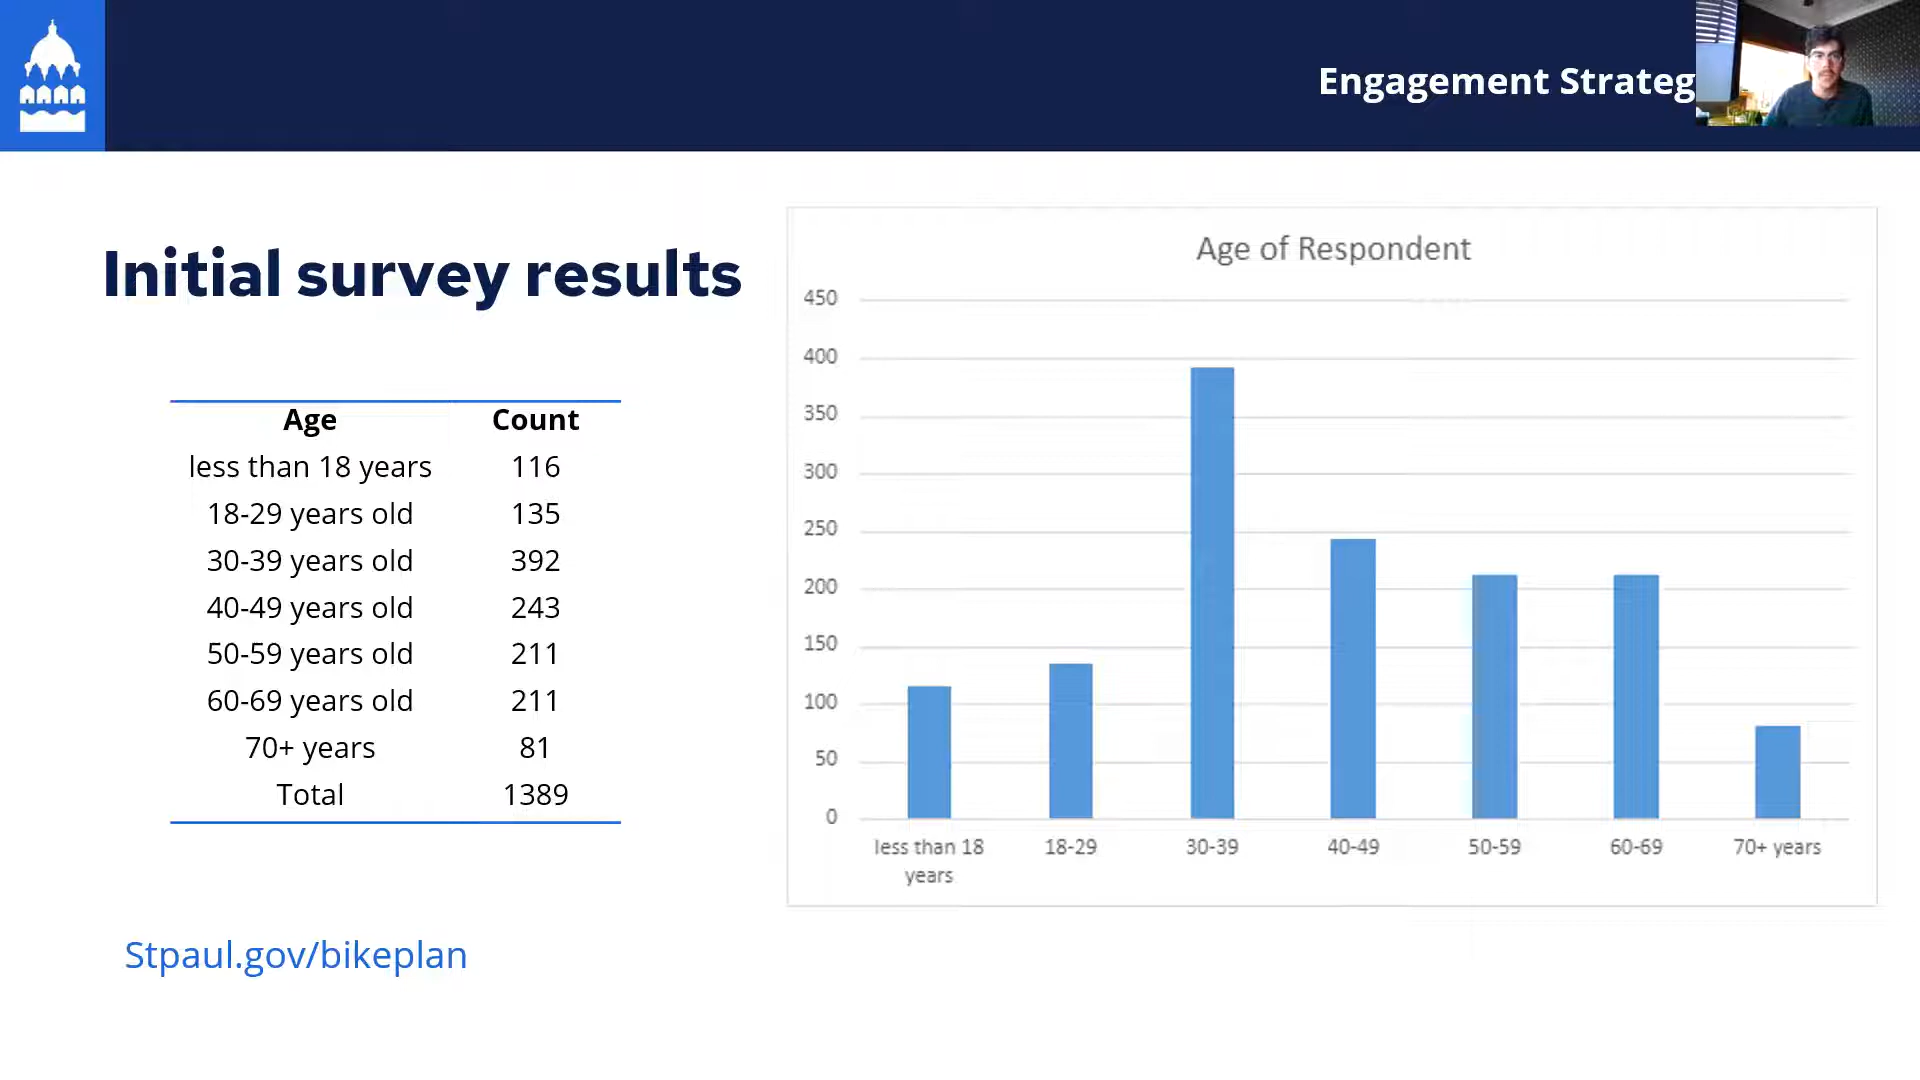 Engagement Strateg
Initial survey results
Age Count
less than 18 years 116
18-29 years old 135
30-39 years old 392
40-49 years old 243
50-59 years old 211
60-69 years old 211
70+ years 81
Total 1389
Stpaul.gov/bikeplan
Age of Respondent
450
400
350
300
250
200
150
100
50
0
less than 18 years
18-29
30-39
40-49
50-59
60-69
70+ years